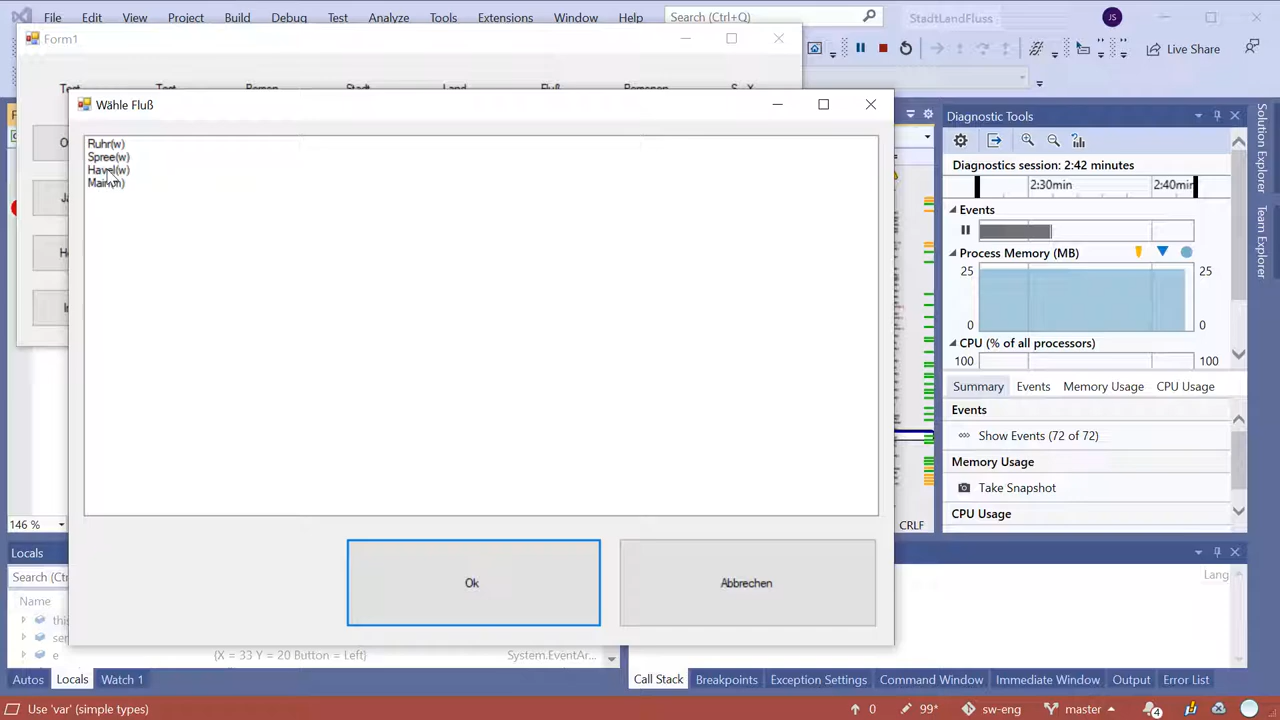 File Edit View Project Build Debug Test Analyze Tools Extensions Window Help Search (Ctrl+Q) StadtLandFluss JS
Form1
Live Share
Wähle Fluß
Ruhr(w)
Spree(w)
Havel(w)
Main(m)
Ok Abbrechen
Diagnostic Tools
Diagnostics session: 2:42 minutes
2:30min 2:40min
Events
Process Memory (MB)
25 25
0 0
CPU (% of all processors)
100 100
Summary Events Memory Usage CPU Usage
Events
Show Events (72 of 72)
Memory Usage
Take Snapshot
CPU Usage
Solution Explorer
Team Explorer
146 % CRLF
Locals
Search (Ctr
Name Lang
this
se
e (X = 33 Y = 20 Button = Left) System.EventAr...
Autos Locals Watch 1 Call Stack Breakpoints Exception Settings Command Window Immediate Window Output Error List
Use 'var' (simple types) 0 99* sw-eng master 4